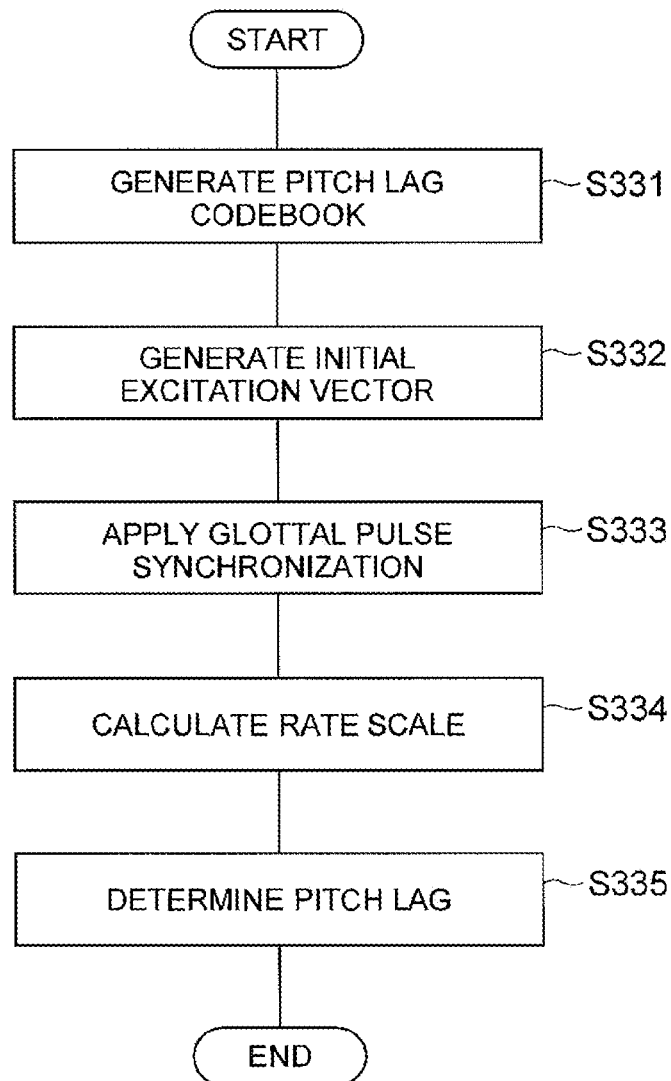 START
GENERATE PITCH LAG
CODEBOOK
S331
GENERATE INITIAL
EXCITATION VECTOR
S332
APPLY GLOTTAL PULSE
SYNCHRONIZATION
S333
CALCULATE RATE SCALE
S334
DETERMINE PITCH LAG
S335
END